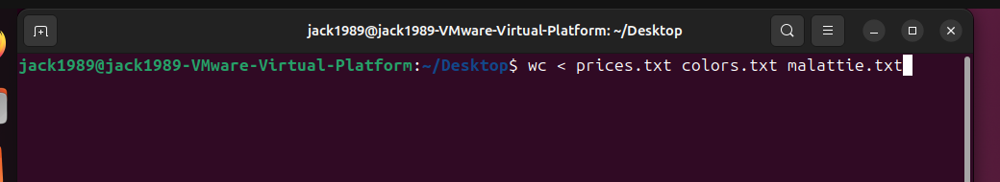 jack1989@jack1989-VMware-Virtual-Platform: ~/Desktop
jack1989@jack1989-VMware-Virtual-Platform:~/Desktop$ wc < prices.txt colors.txt malattie.txt